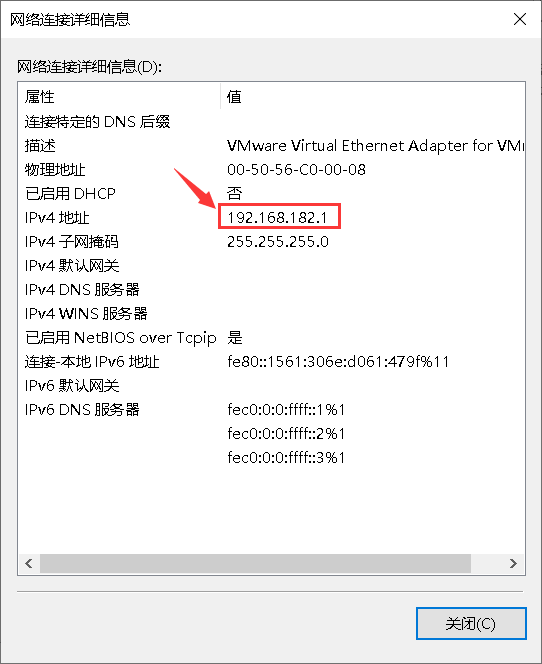 网络连接详细信息
网络连接详细信息(D):
属性 值
连接特定的 DNS 后缀
描述 VMware Virtual Ethernet Adapter for VMr
物理地址 00-50-56-C0-00-08
已启用 DHCP 否
IPv4 地址 192.168.182.1
IPv4 子网掩码 255.255.255.0
IPv4 默认网关
IPv4 DNS 服务器
IPv4 WINS 服务器
已启用 NetBIOS over Tcpip 是
连接-本地 IPv6 地址 fe80::1561:306e:d061:479f%11
IPv6 默认网关
IPv6 DNS 服务器 fec0:0:0:ffff::1%1
fec0:0:0:ffff::2%1
fec0:0:0:ffff::3%1
关闭(C)